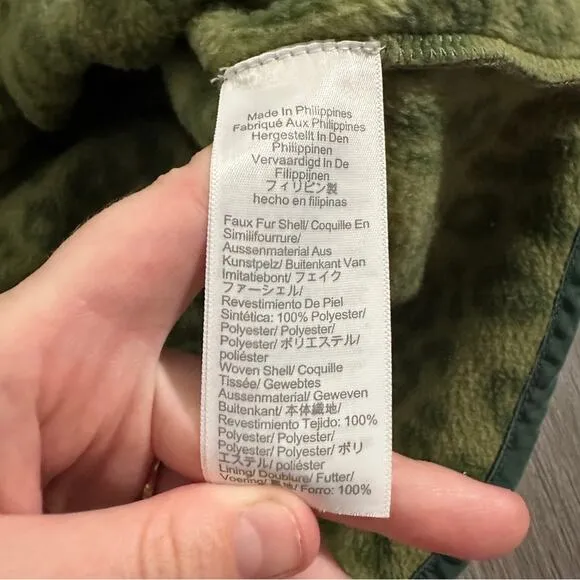 Made In Philippines
Fabriqué Aux Philippines
Hergestellt In Den
Philippinen
Vervaardigd In De
Filippijnen
フィリピン製
hecho en filipinas
Faux Fur Shell/ Coquille En
Similifourrure/
Aussenmaterial Aus
Kunstpelz/ Buitenkant Van
Imitatiebont/ フェイク
ファーシェル/
Revestimiento De Piel
Sintética: 100% Polyester/
Polyester/ Polyester/
Polyester/ ポリエステル/
poliéster
Woven Shell/ Coquille
Tissée/ Gewebtes
Aussenmaterial/ Geweven
Buitenkant/ 本体織地/
Revestimiento Tejido: 100%
Polyester/ Polyester/
Polyester/ Polyester/ ポリ
エステル/ poliéster
Lining/ Doublure/ Futter/
Voering/ Forro: 100%